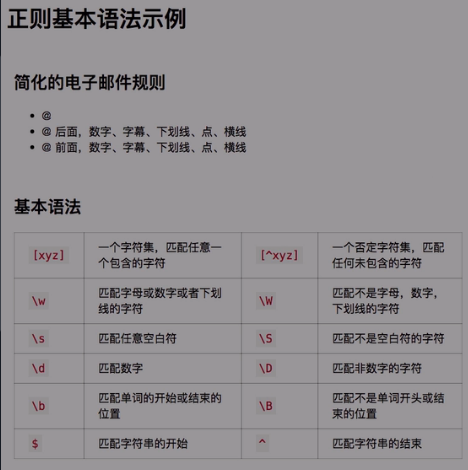 正则基本语法示例
简化的电子邮件规则
• @
• @ 后面，数字、字幕、下划线、点、横线
• @ 前面，数字、字幕、下划线、点、横线
基本语法
[xyz] 一个字符集，匹配任意一 [^xyz] 一个否定字符集，匹配
个包含的字符 任何未包含的字符
\w 匹配字母或数字或者下划 \W 匹配不是字母，数字，
线的字符 下划线的字符
\s 匹配任意空白符 \S 匹配不是空白符的字符
\d 匹配数字 \D 匹配非数字的字符
\b 匹配单词的开始或结束的 \B 匹配不是单词开头或结
位置 束的位置
$ 匹配字符串的开始 ^ 匹配字符串的结束